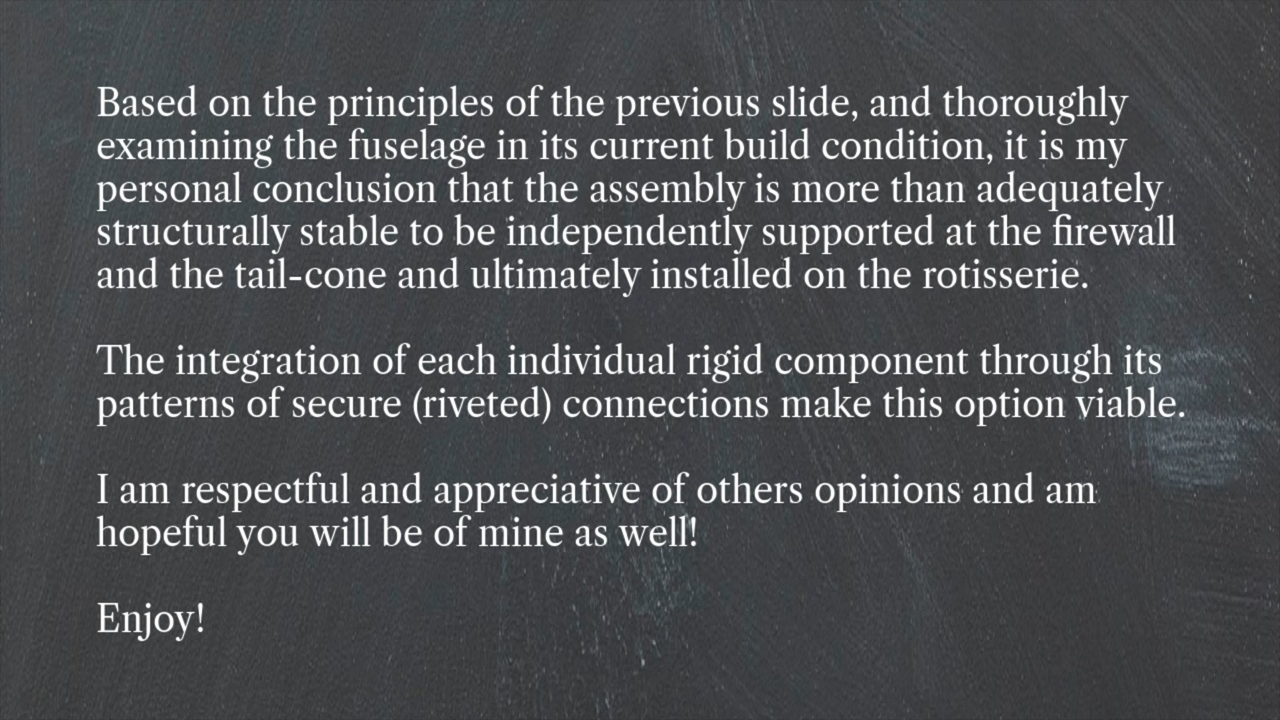 Based on the principles of the previous slide, and thoroughly
examining the fuselage in its current build condition, it is my
personal conclusion that the assembly is more than adequately
structurally stable to be independently supported at the firewall
and the tail-cone and ultimately installed on the rotisserie.
The integration of each individual rigid component through its
patterns of secure (riveted) connections make this option viable.
I am respectful and appreciative of others opinions and am
hopeful you will be of mine as well!
Enjoy!